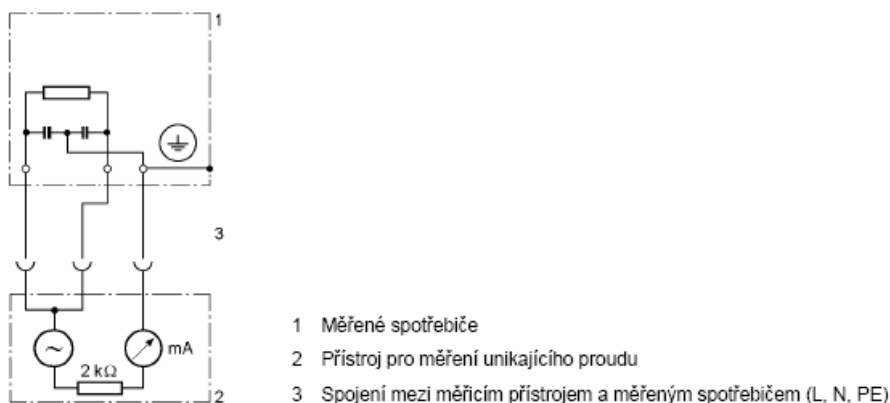 1
3
mA
2 kΩ
2
1 Měřené spotřebiče
2 Přístroj pro měření unikajícího proudu
3 Spojení mezi měřicím přístrojem a měřeným spotřebičem (L, N, PE)